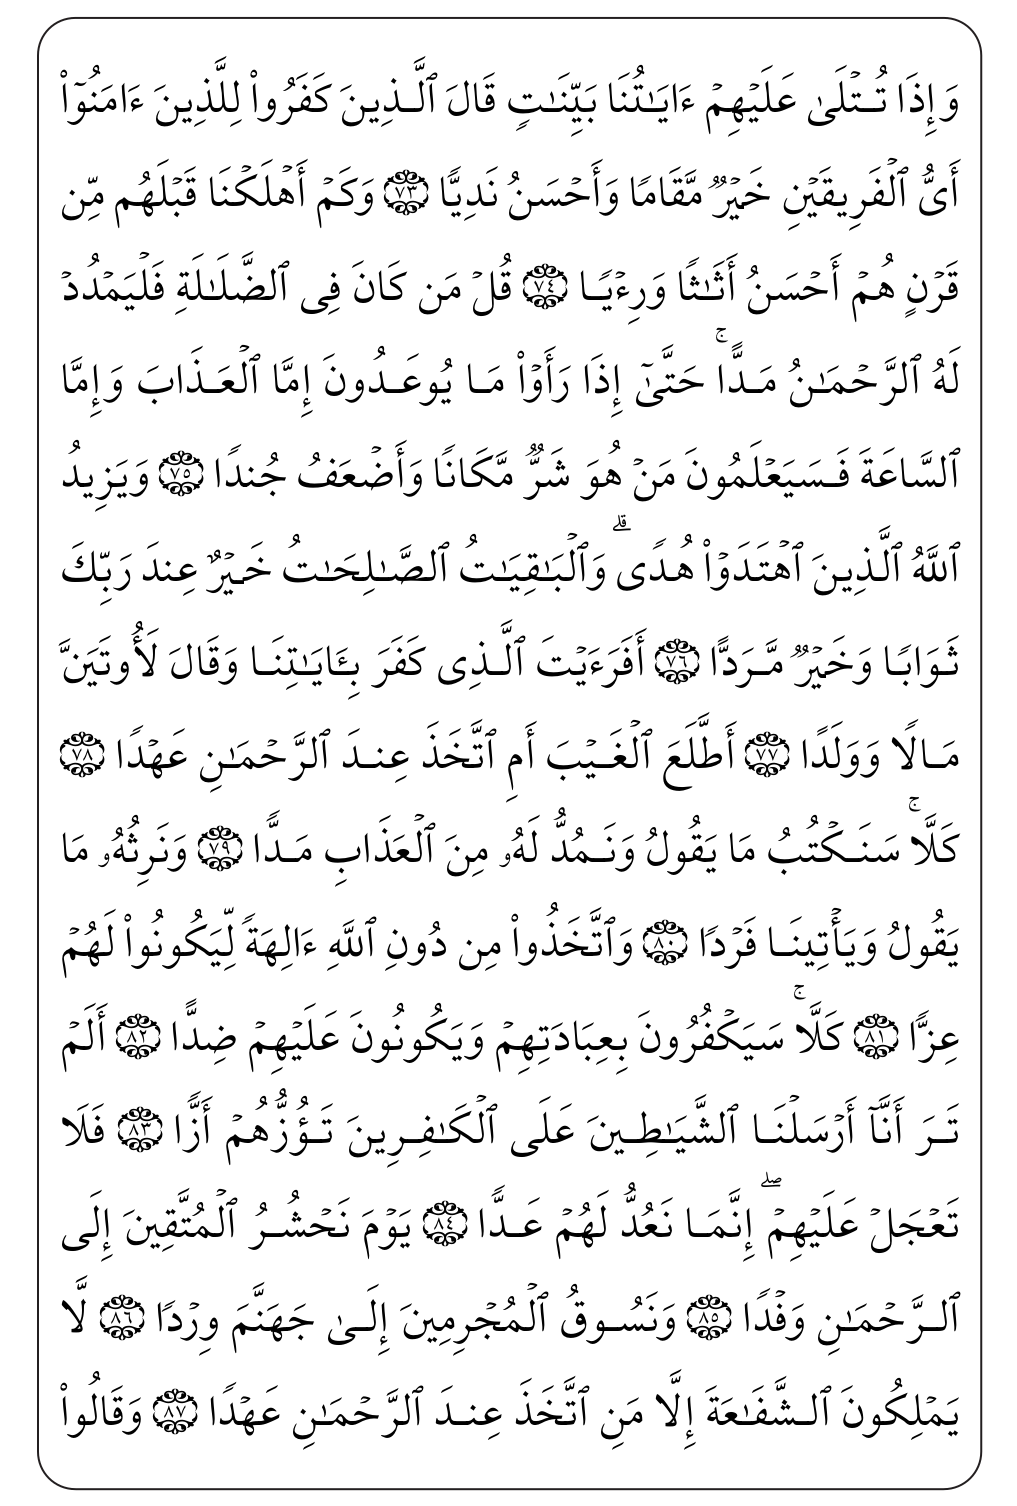 وَإِذَا تُتۡلَىٰ عَلَيۡهِمۡ ءَايَٰتُنَا بَيِّنَٰتٖ قَالَ ٱلَّذِينَ كَفَرُواْ لِلَّذِينَ ءَامَنُوٓاْ
أَيُّ ٱلۡفَرِيقَيۡنِ خَيۡرٞ مَّقَامٗا وَأَحۡسَنُ نَدِيّٗا ٧٣ وَكَمۡ أَهۡلَكۡنَا قَبۡلَهُم مِّن
قَرۡنٍ هُمۡ أَحۡسَنُ أَثَٰثٗا وَرِءۡيٗا ٧٤ قُلۡ مَن كَانَ فِي ٱلضَّلَٰلَةِ فَلۡيَمۡدُدۡ
لَهُ ٱلرَّحۡمَٰنُ مَدًّاۚ حَتَّىٰٓ إِذَا رَأَوۡاْ مَا يُوعَدُونَ إِمَّا ٱلۡعَذَابَ وَإِمَّا
ٱلسَّاعَةَ فَسَيَعۡلَمُونَ مَنۡ هُوَ شَرّٞ مَّكَانٗا وَأَضۡعَفُ جُندٗا ٧٥ وَيَزِيدُ
ٱللَّهُ ٱلَّذِينَ ٱهۡتَدَوۡاْ هُدٗىۗ وَٱلۡبَٰقِيَٰتُ ٱلصَّٰلِحَٰتُ خَيۡرٌ عِندَ رَبِّكَ
ثَوَابٗا وَخَيۡرٞ مَّرَدًّا ٧٦ أَفَرَءَيۡتَ ٱلَّذِي كَفَرَ بِـَٔايَٰتِنَا وَقَالَ لَأُوتَيَنَّ
مَالٗا وَوَلَدًا ٧٧ أَطَّلَعَ ٱلۡغَيۡبَ أَمِ ٱتَّخَذَ عِندَ ٱلرَّحۡمَٰنِ عَهۡدٗا ٧٨
كَلَّاۚ سَنَكۡتُبُ مَا يَقُولُ وَنَمُدُّ لَهُۥ مِنَ ٱلۡعَذَابِ مَدّٗا ٧٩ وَنَرِثُهُۥ مَا
يَقُولُ وَيَأۡتِينَا فَرۡدٗا ٨٠ وَٱتَّخَذُواْ مِن دُونِ ٱللَّهِ ءَالِهَةٗ لِّيَكُونُواْ لَهُمۡ
عِزّٗا ٨١ كَلَّاۚ سَيَكۡفُرُونَ بِعِبَادَتِهِمۡ وَيَكُونُونَ عَلَيۡهِمۡ ضِدًّا ٨٢ أَلَمۡ
تَرَ أَنَّآ أَرۡسَلۡنَا ٱلشَّيَٰطِينَ عَلَى ٱلۡكَٰفِرِينَ تَؤُزُّهُمۡ أَزّٗا ٨٣ فَلَا
تَعۡجَلۡ عَلَيۡهِمۡۖ إِنَّمَا نَعُدُّ لَهُمۡ عَدّٗا ٨٤ يَوۡمَ نَحۡشُرُ ٱلۡمُتَّقِينَ إِلَى
ٱلرَّحۡمَٰنِ وَفۡدٗا ٨٥ وَنَسُوقُ ٱلۡمُجۡرِمِينَ إِلَىٰ جَهَنَّمَ وِرۡدٗا ٨٦ لَّا
يَمۡلِكُونَ ٱلشَّفَٰعَةَ إِلَّا مَنِ ٱتَّخَذَ عِندَ ٱلرَّحۡمَٰنِ عَهۡدٗا ٨٧ وَقَالُواْ